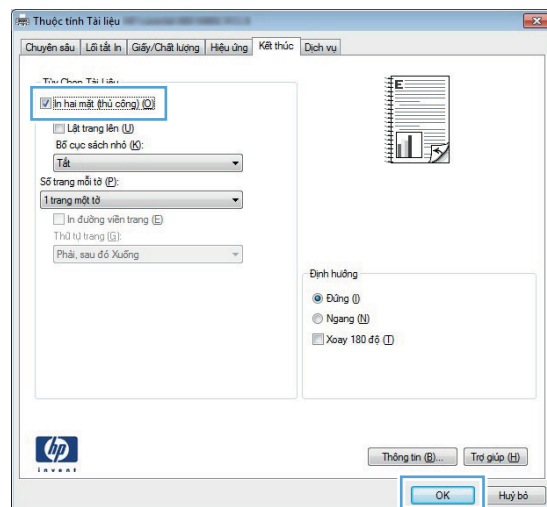 Thuộc tính Tài liệu
Chuyên sâu Lối tắt In Giấy/Chất lượng Hiệu ứng Kết thúc Dịch vụ
Tùy Chọn Tài Liệu
In hai mặt (thủ công) (O)
Lật trang lên (U)
Bố cục sách nhỏ (K):
Tắt
Số trang mỗi tờ (P):
1 trang một tờ
In đường viền trang (E)
Thứ tự trang (G):
Phải, sau đó Xuống
Định hướng
Đứng (I)
Ngang (N)
Xoay 180 độ (T)
hp
invent
Thông tin (B)... Trợ giúp (H)
OK Huỷ bỏ